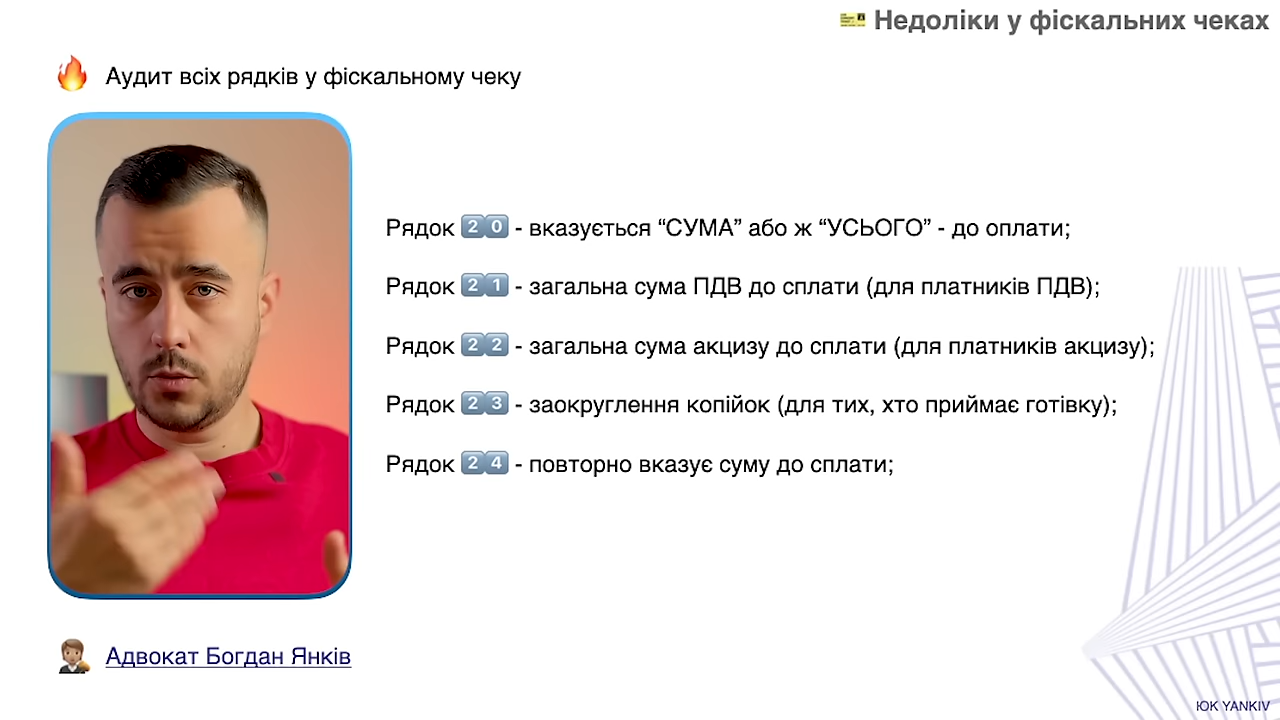 Недоліки у фіскальних чеках
Аудит всіх рядків у фіскальному чеку
Рядок 20 - вказується “СУМА” або ж “УСЬОГО” - до оплати;
Рядок 21 - загальна сума ПДВ до сплати (для платників ПДВ);
Рядок 22 - загальна сума акцизу до сплати (для платників акцизу);
Рядок 23 - заокруглення копійок (для тих, хто приймає готівку);
Рядок 24 - повторно вказує суму до сплати;
Адвокат Богдан Янків
ЮК YANKIV